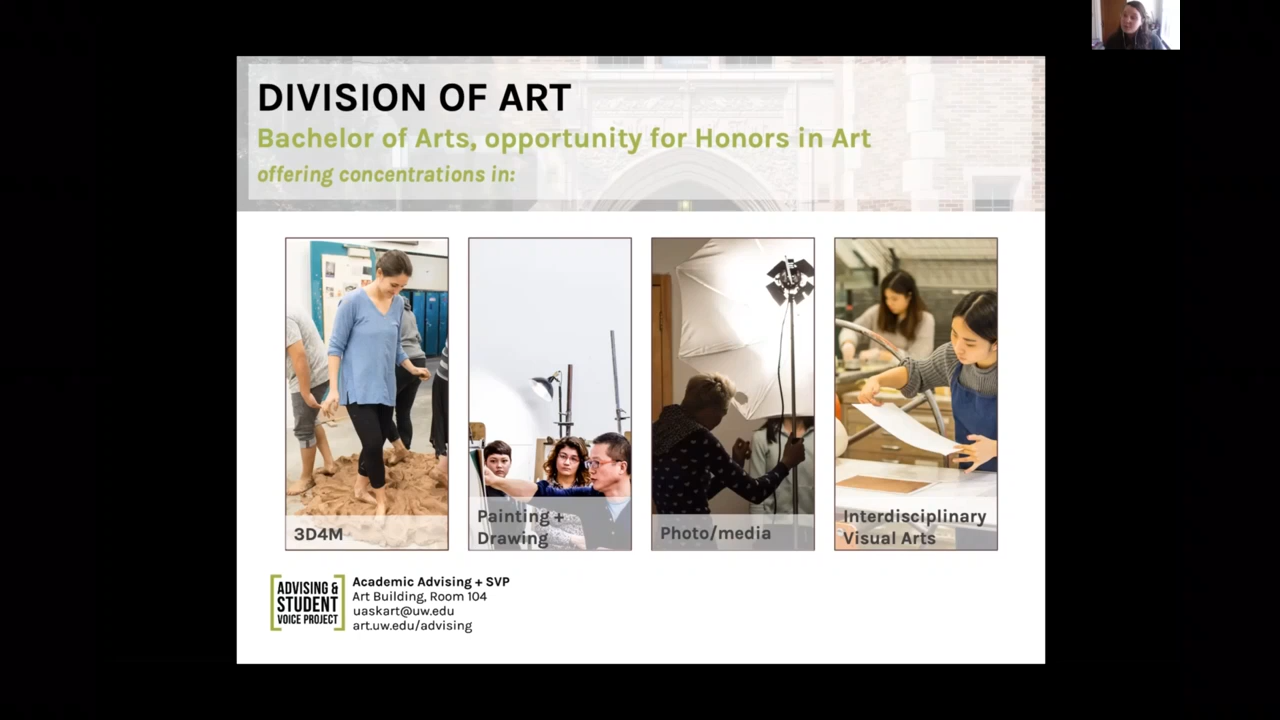 DIVISION OF ART
Bachelor of Arts, opportunity for Honors in Art
offering concentrations in:
3D4M
Painting +
Drawing
Photo/media
Interdisciplinary
Visual Arts
ADVISING &
STUDENT
VOICE PROJECT
Academic Advising + SVP
Art Building, Room 104
uaskart@uw.edu
art.uw.edu/advising